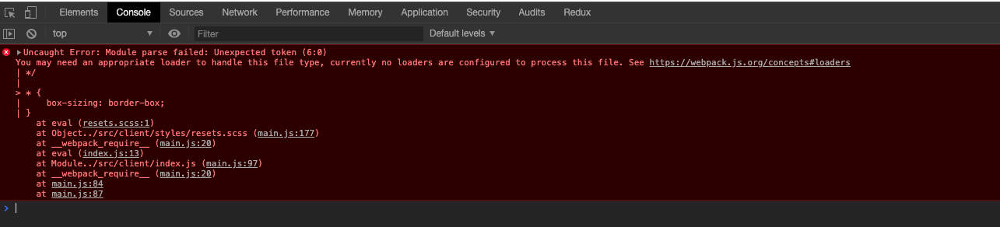 Elements Console Sources Network Performance Memory Application Security Audits Redux
top Filter Default levels
Uncaught Error: Module parse failed: Unexpected token (6:0)
You may need an appropriate loader to handle this file type, currently no loaders are configured to process this file. See https://webpack.js.org/concepts#loaders
| */
|
> * {
|     box-sizing: border-box;
| }
    at eval (resets.scss:1)
    at Object../src/client/styles/resets.scss (main.js:177)
    at __webpack_require__ (main.js:20)
    at eval (index.js:13)
    at Module../src/client/index.js (main.js:97)
    at __webpack_require__ (main.js:20)
    at main.js:84
    at main.js:87